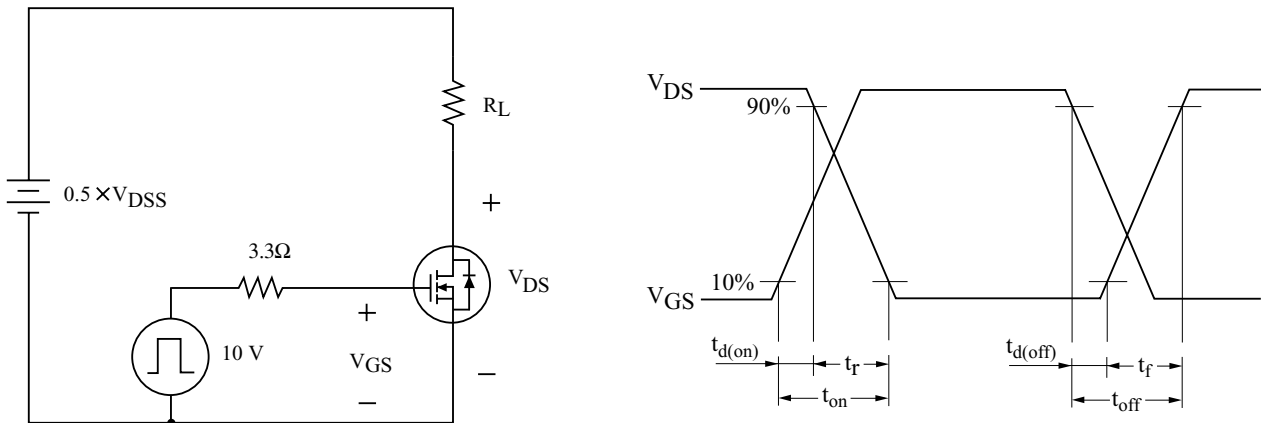 R_L
0.5 ×V_DSS
+
3.3Ω
V_DS
+
10 V
V_GS
−
−
V_DS
90%
10%
V_GS
t_d(on)
t_r
t_on
t_d(off)
t_f
t_off